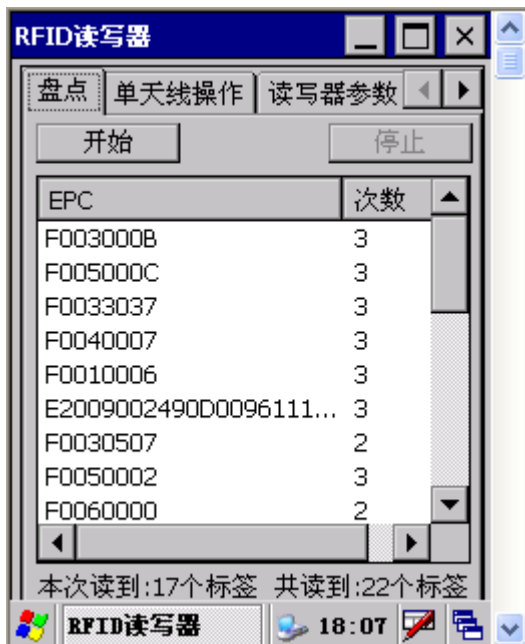 RFID读写器
盘点 单天线操作 读写器参数
开始 停止
EPC 次数
F003000B 3
F005000C 3
F0033037 3
F0040007 3
F0010006 3
E2009002490D0096111... 3
F0030507 2
F0050002 3
F0060000 2
本次读到:17个标签 共读到:22个标签
RFID读写器 18:07